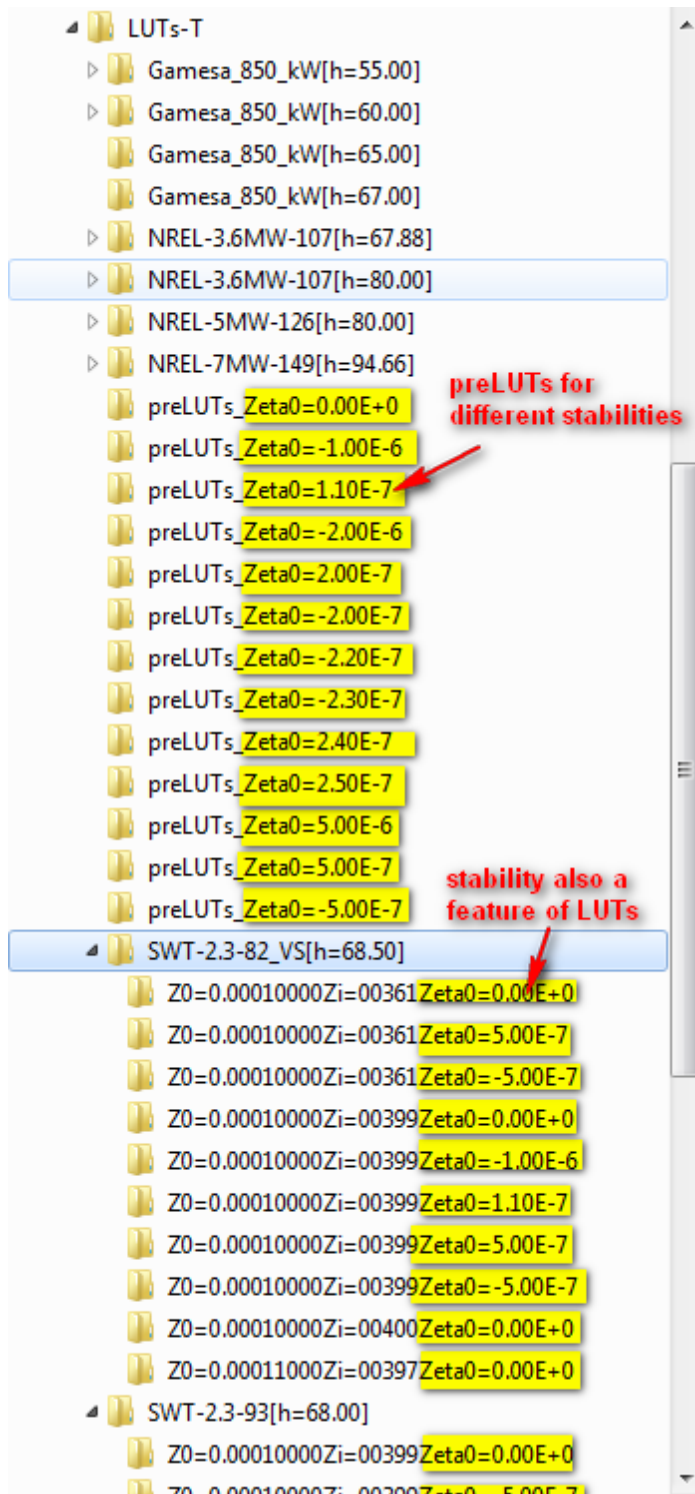 LUTs-T
Gamesa_850_kW[h=55.00]
Gamesa_850_kW[h=60.00]
Gamesa_850_kW[h=65.00]
Gamesa_850_kW[h=67.00]
NREL-3.6MW-107[h=67.88]
NREL-3.6MW-107[h=80.00]
NREL-5MW-126[h=80.00]
NREL-7MW-149[h=94.66]
preLUTs for
different stabilities
preLUTs_Zeta0=0.00E+0
preLUTs_Zeta0=-1.00E-6
preLUTs_Zeta0=1.10E-7
preLUTs_Zeta0=-2.00E-6
preLUTs_Zeta0=2.00E-7
preLUTs_Zeta0=-2.00E-7
preLUTs_Zeta0=-2.20E-7
preLUTs_Zeta0=-2.30E-7
preLUTs_Zeta0=2.40E-7
preLUTs_Zeta0=2.50E-7
preLUTs_Zeta0=5.00E-6
preLUTs_Zeta0=5.00E-7
preLUTs_Zeta0=-5.00E-7
stability also a
feature of LUTs
SWT-2.3-82_VS[h=68.50]
Z0=0.00010000Zi=00361Zeta0=0.00E+0
Z0=0.00010000Zi=00361Zeta0=5.00E-7
Z0=0.00010000Zi=00361Zeta0=-5.00E-7
Z0=0.00010000Zi=00399Zeta0=0.00E+0
Z0=0.00010000Zi=00399Zeta0=-1.00E-6
Z0=0.00010000Zi=00399Zeta0=1.10E-7
Z0=0.00010000Zi=00399Zeta0=5.00E-7
Z0=0.00010000Zi=00399Zeta0=-5.00E-7
Z0=0.00010000Zi=00400Zeta0=0.00E+0
Z0=0.00011000Zi=00397Zeta0=0.00E+0
SWT-2.3-93[h=68.00]
Z0=0.00010000Zi=00399Zeta0=0.00E+0